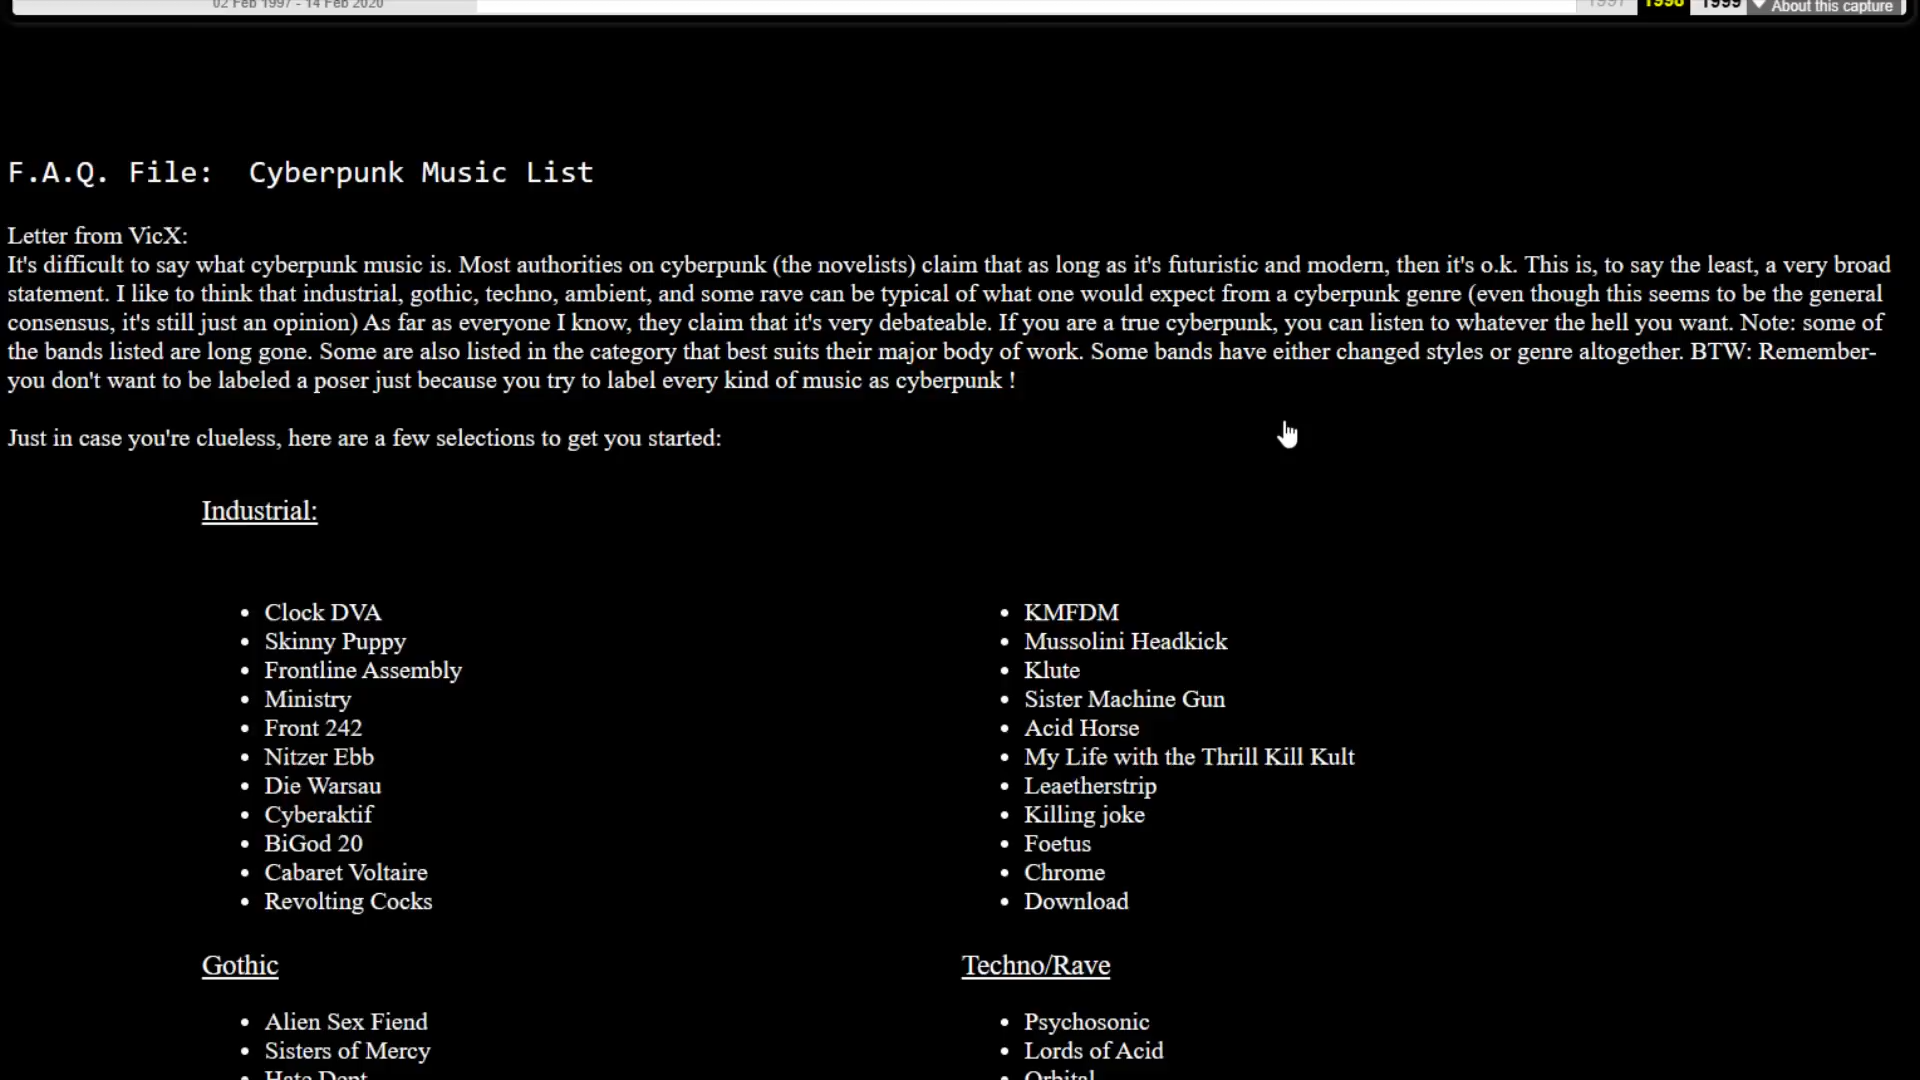 02 Feb 1997 - 14 Feb 2020
1997 1998 1999 About this capture
F.A.Q. File: Cyberpunk Music List
Letter from VicX:
It's difficult to say what cyberpunk music is. Most authorities on cyberpunk (the novelists) claim that as long as it's futuristic and modern, then it's o.k. This is, to say the least, a very broad
statement. I like to think that industrial, gothic, techno, ambient, and some rave can be typical of what one would expect from a cyberpunk genre (even though this seems to be the general
consensus, it's still just an opinion) As far as everyone I know, they claim that it's very debateable. If you are a true cyberpunk, you can listen to whatever the hell you want. Note: some of
the bands listed are long gone. Some are also listed in the category that best suits their major body of work. Some bands have either changed styles or genre altogether. BTW: Remember-
you don't want to be labeled a poser just because you try to label every kind of music as cyberpunk !
Just in case you're clueless, here are a few selections to get you started:
Industrial:
• Clock DVA
• Skinny Puppy
• Frontline Assembly
• Ministry
• Front 242
• Nitzer Ebb
• Die Warsau
• Cyberaktif
• BiGod 20
• Cabaret Voltaire
• Revolting Cocks
• KMFDM
• Mussolini Headkick
• Klute
• Sister Machine Gun
• Acid Horse
• My Life with the Thrill Kill Kult
• Leaetherstrip
• Killing joke
• Foetus
• Chrome
• Download
Gothic
• Alien Sex Fiend
• Sisters of Mercy
• Hate Dept
Techno/Rave
• Psychosonic
• Lords of Acid
• Orbital